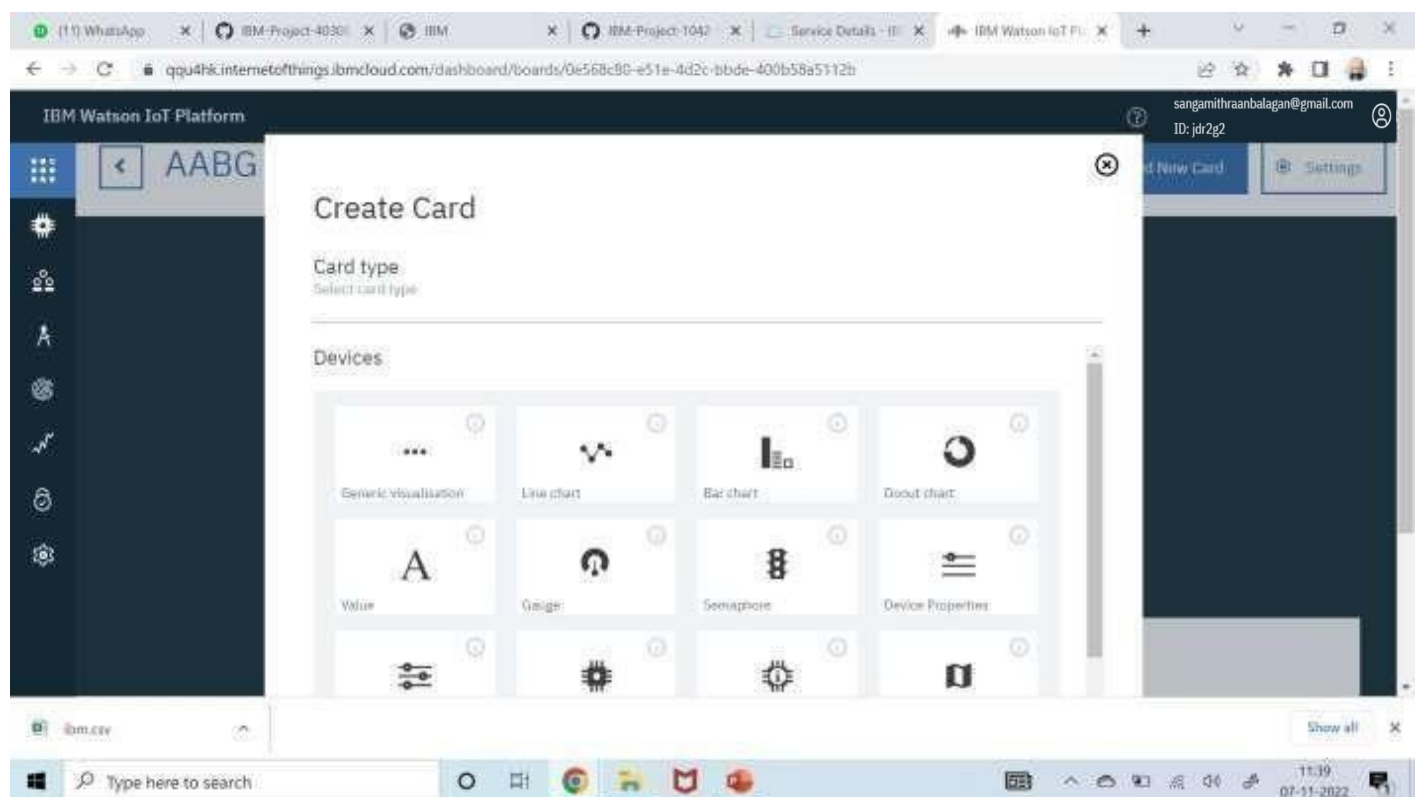 (11) WhatsApp
IBM-Project-4030
IBM
IBM-Project-1042
Service Details - IB
IBM Watson IoT Pl
qqu4hk.internetofthings.ibmcloud.com/dashboard/boards/0e568c80-e51e-4d2c-bbde-400b58a5112b
IBM Watson IoT Platform
sangamithraanbalagan@gmail.com
ID: jdr2g2
AABG
New Card
Settings
Create Card
Card type
Select card type
Devices
Generic visualisation
Line chart
Bar chart
Donut chart
Value
Gauge
Semaphore
Device Properties
ibm.csv
Show all
Type here to search
11:39
07-11-2022